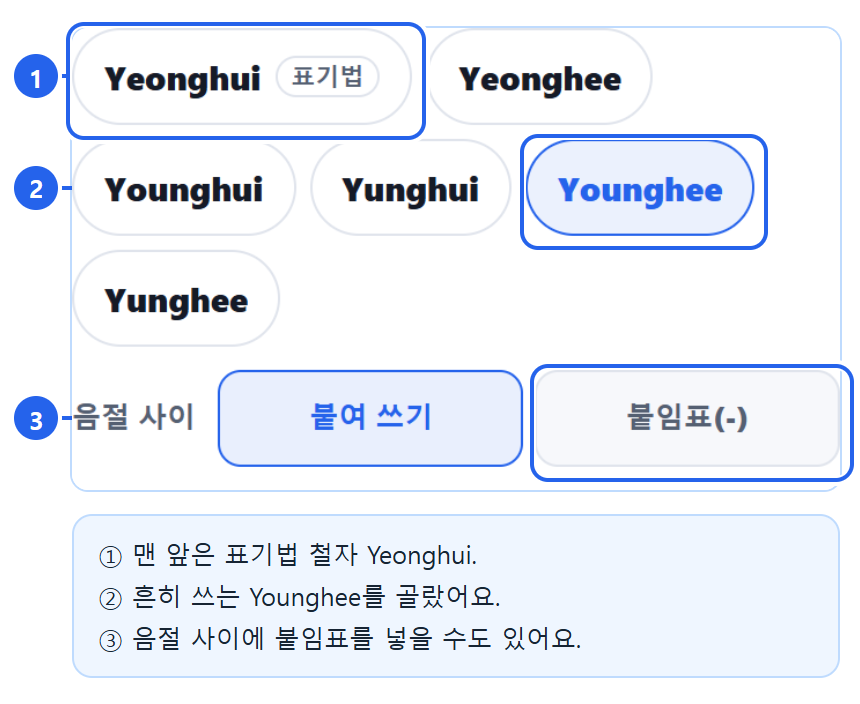 1 Yeonghui 표기법 Yeonghee
2 Younghui Yunghui Younghee
Yunghee
3 음절 사이 붙여 쓰기 붙임표(-)
① 맨 앞은 표기법 철자 Yeonghui.
② 흔히 쓰는 Younghee를 골랐어요.
③ 음절 사이에 붙임표를 넣을 수도 있어요.